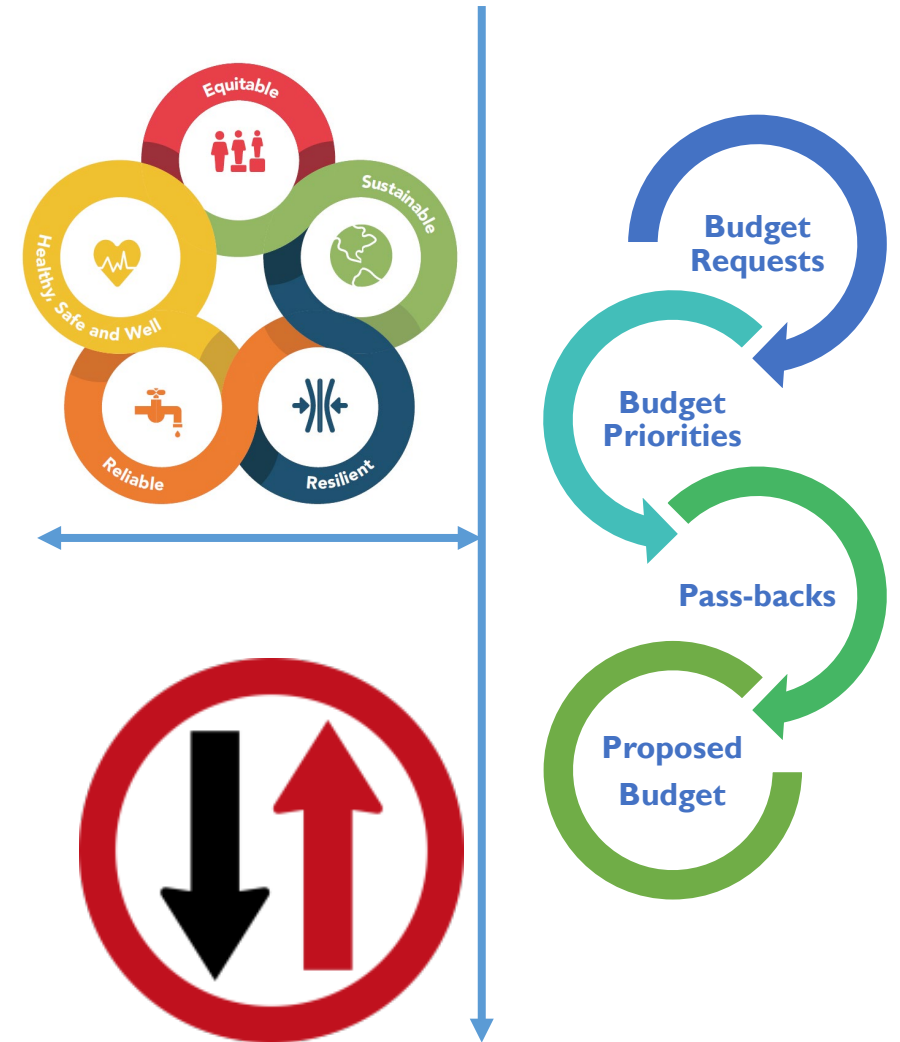 Equitable
Sustainable
Healthy, Safe and Well
Reliable
Resilient
Budget
Requests
Budget
Priorities
Pass-backs
Proposed
Budget